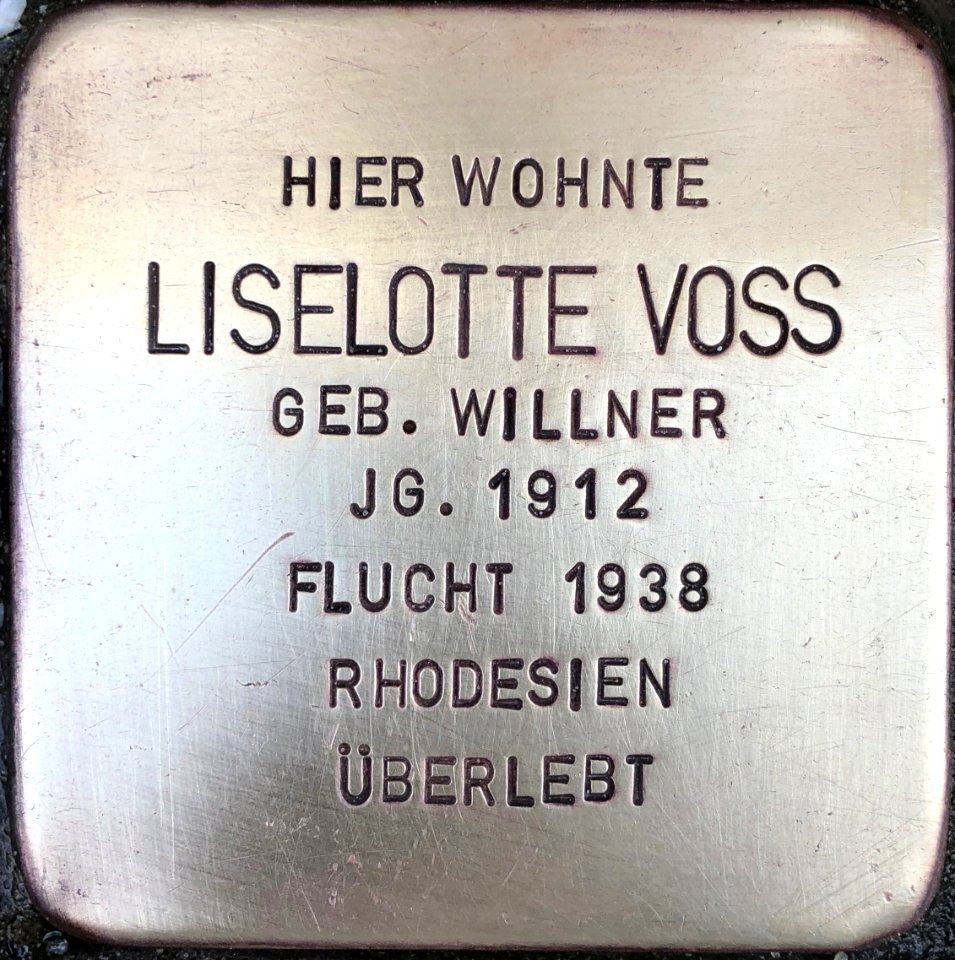 HIER WOHNTE
LISELOTTE VOSS
GEB. WILLNER
JG. 1912
FLUCHT 1938
RHODESIEN
ÜBERLEBT